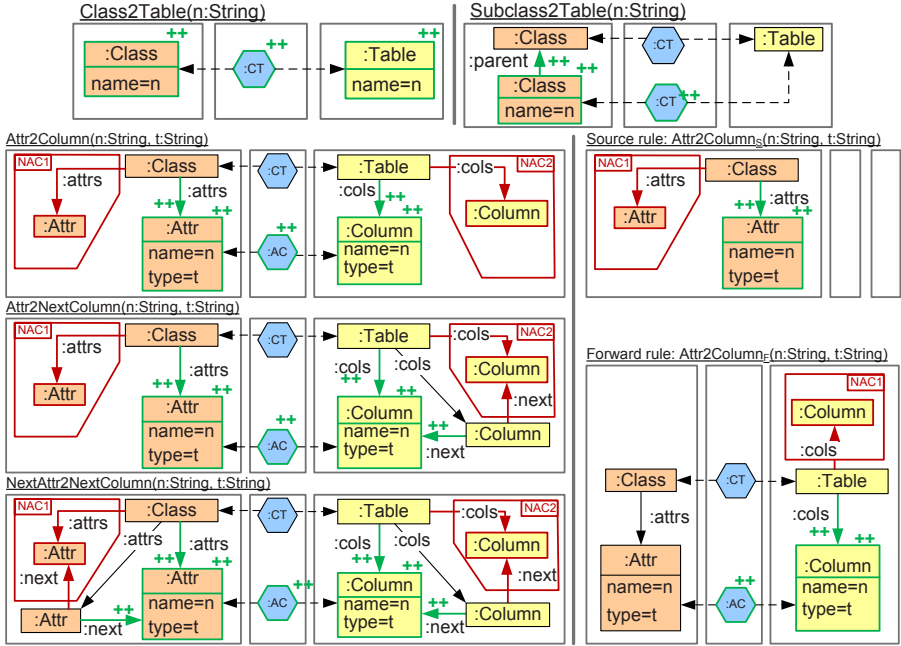 Class2Table(n:String)
++
:Class
name=n
++
:CT
++
:Table
name=n
Subclass2Table(n:String)
:Class
:parent
++
++
:Class
name=n
:CT
:CT
++
:Table
Attr2Column(n:String, t:String)
NAC1
:attrs
:Attr
:Class
:attrs
++
++
:Attr
name=n
type=t
:CT
++
:AC
:Table
:cols
++
++
:Column
name=n
type=t
NAC2
:cols
:Column
Source rule: Attr2ColumnS(n:String, t:String)
NAC1
:attrs
:Attr
:Class
:attrs
++
++
:Attr
name=n
type=t
Attr2NextColumn(n:String, t:String)
NAC1
:attrs
:Attr
:Class
:attrs
++
++
:Attr
name=n
type=t
:CT
++
:AC
:Table
:cols
:cols
++
++
:Column
name=n
type=t
++
:next
NAC2
:cols
:Column
:next
:Column
Forward rule: Attr2ColumnF(n:String, t:String)
:Class
:attrs
:Attr
name=n
type=t
:CT
++
:AC
NAC1
:Column
:cols
:Table
:cols
++
++
:Column
name=n
type=t
NextAttr2NextColumn(n:String, t:String)
NAC1
:attrs
:Attr
:next
:Attr
++
:next
:Class
:attrs
:attrs
++
++
:Attr
name=n
type=t
:CT
++
:AC
:Table
:cols
:cols
++
++
:Column
name=n
type=t
++
:next
NAC2
:cols
:Column
:next
:Column